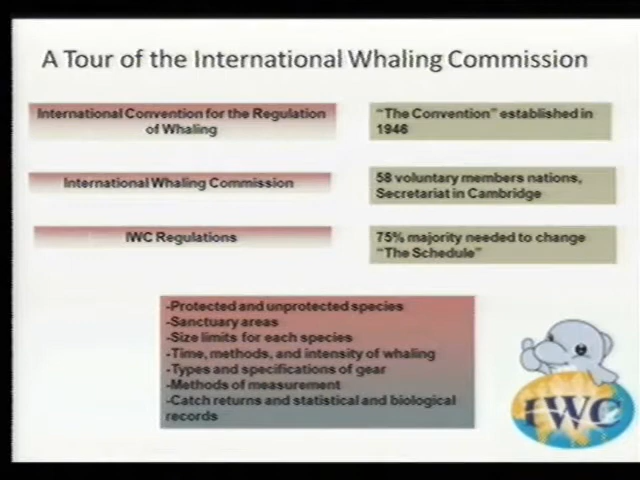 A Tour of the International Whaling Commission
International Convention for the Regulation
of Whaling
"The Convention" established in
1946
International Whaling Commission
58 voluntary members nations,
Secretariat in Cambridge
IWC Regulations
75% majority needed to change
"The Schedule"
-Protected and unprotected species
-Sanctuary areas
-Size limits for each species
-Time, methods, and intensity of whaling
-Types and specifications of gear
-Methods of measurement
-Catch returns and statistical and biological
records
IWC